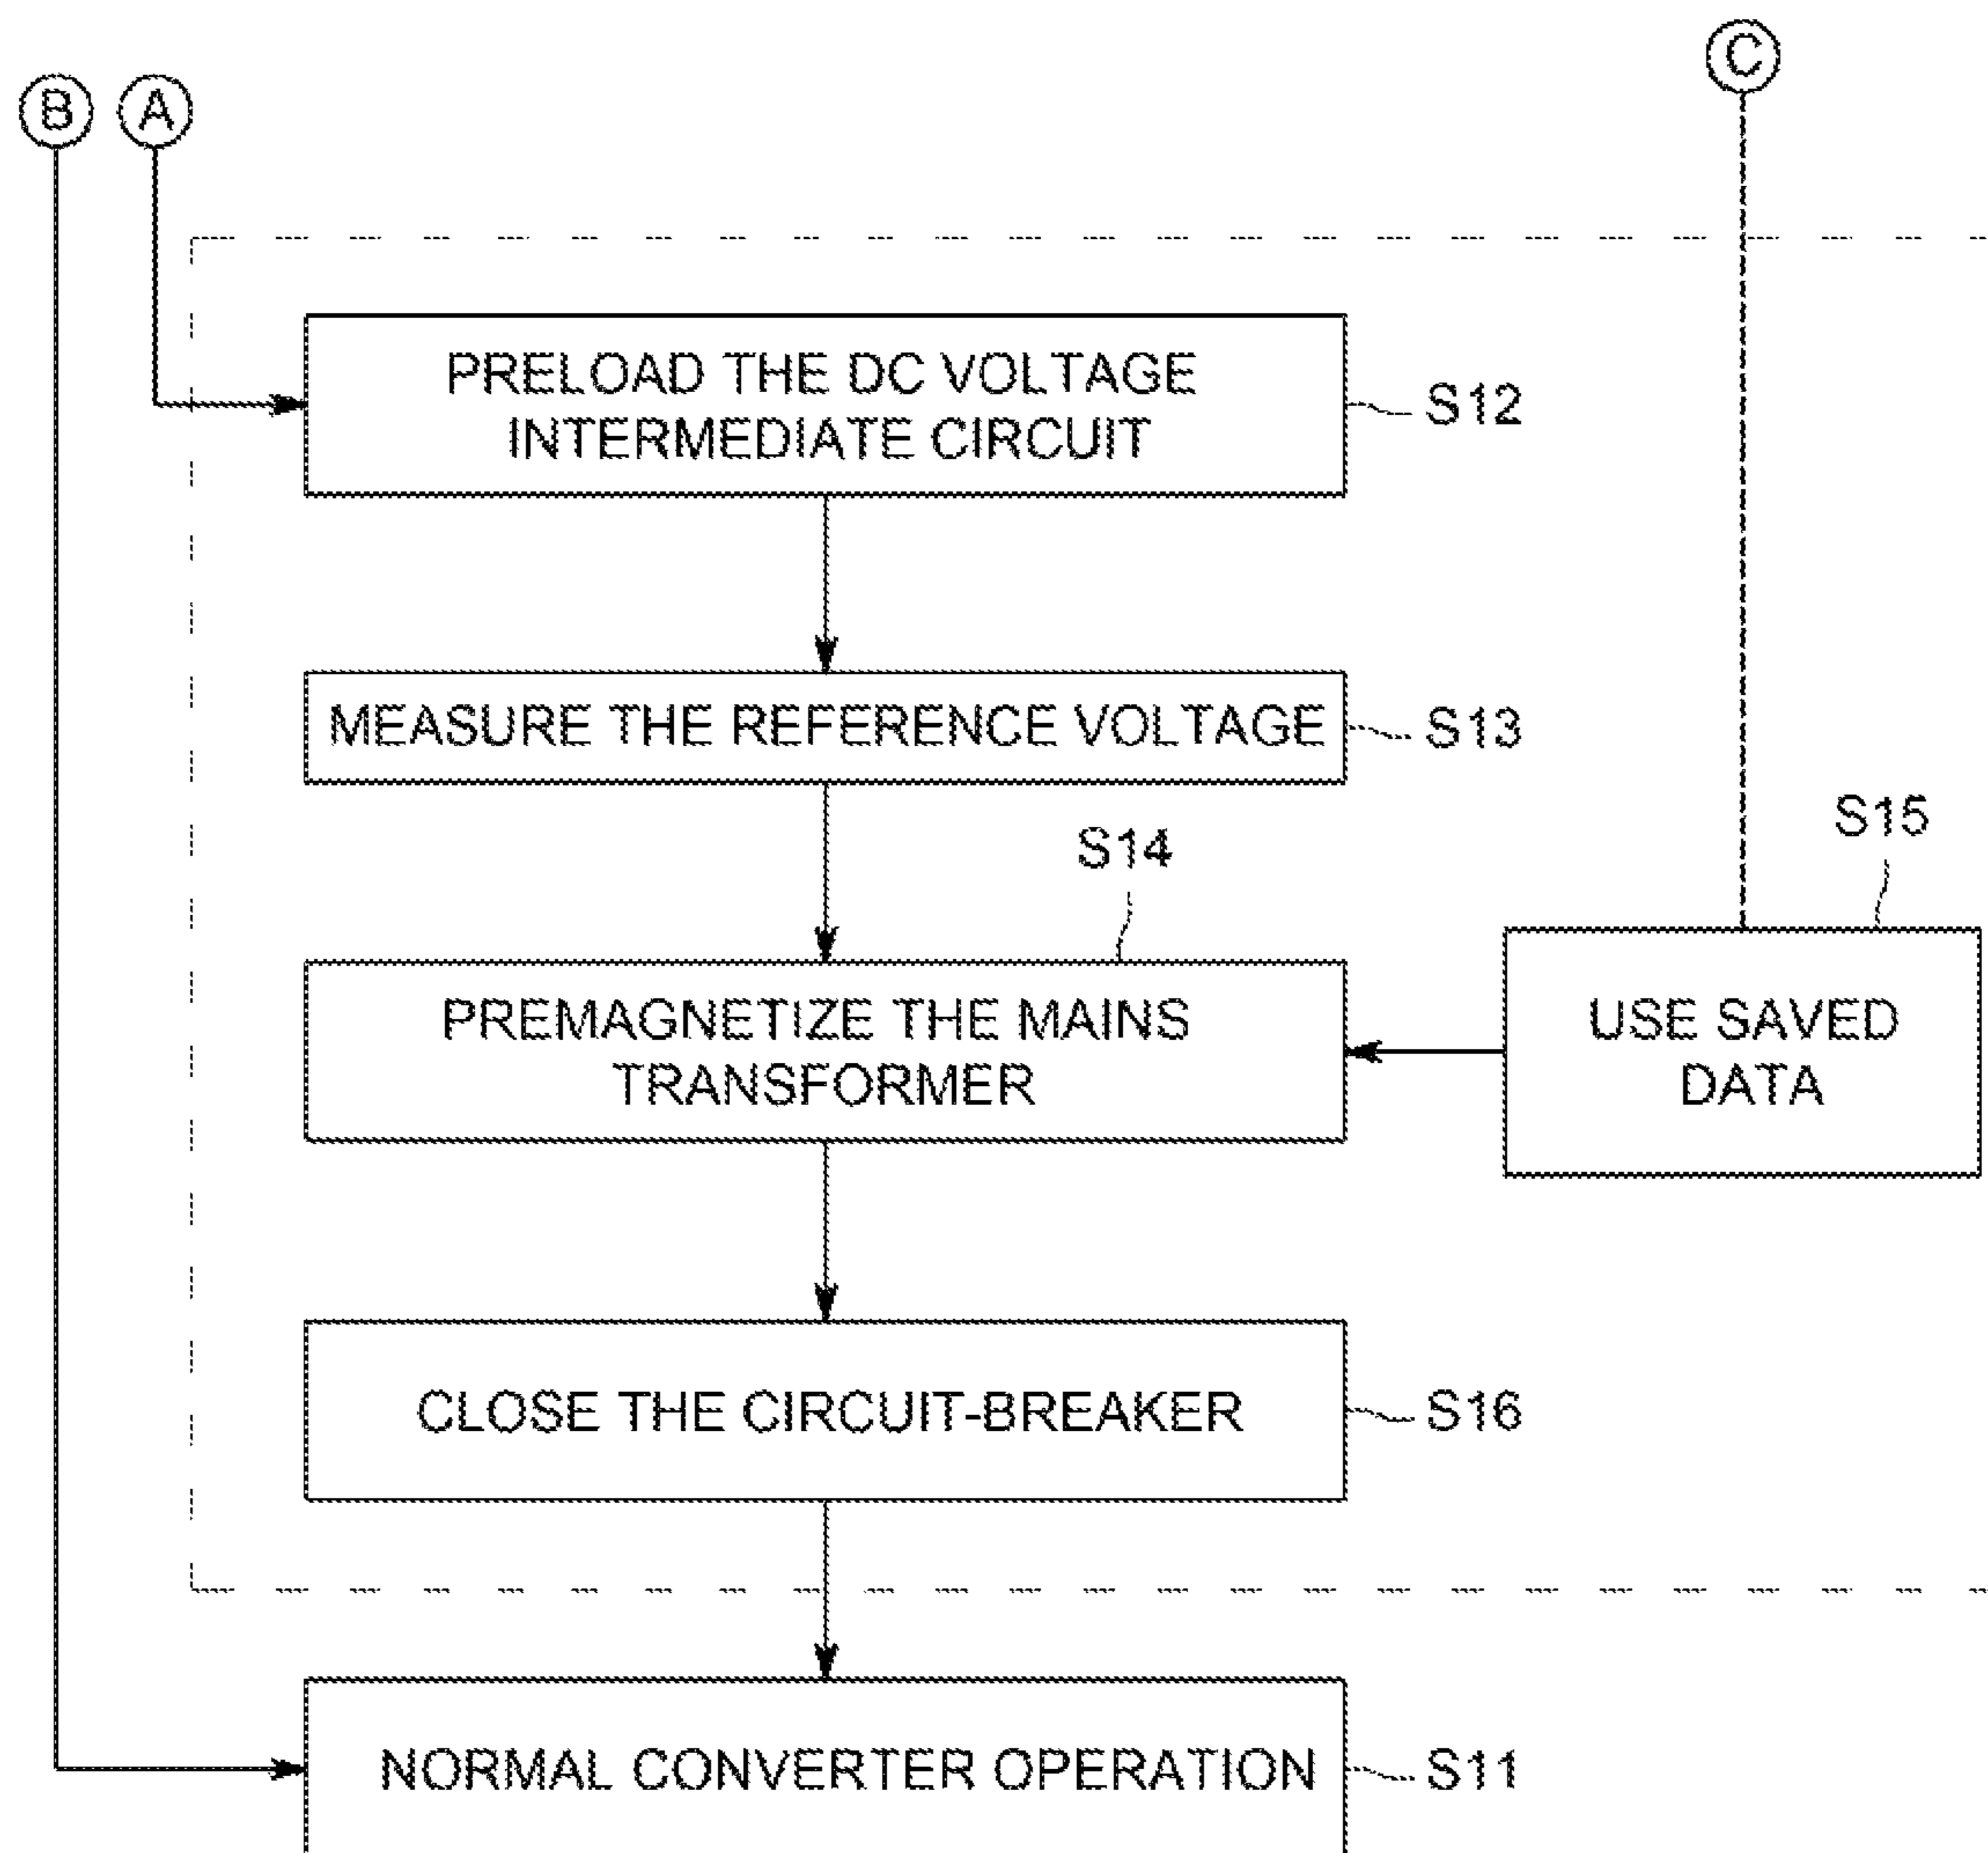 C
B A
PRELOAD THE DC VOLTAGE
INTERMEDIATE CIRCUIT
S12
MEASURE THE REFERENCE VOLTAGE
S13
S15
S14
PREMAGNETIZE THE MAINS
TRANSFORMER
USE SAVED
DATA
CLOSE THE CIRCUIT-BREAKER
S16
NORMAL CONVERTER OPERATION
S11